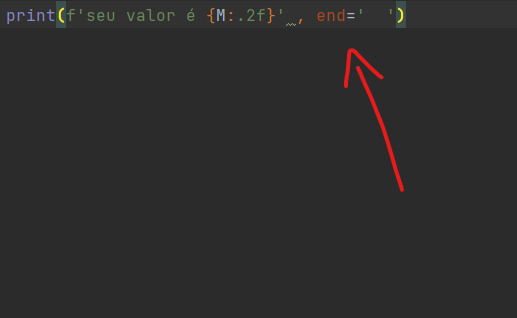 print(f'seu valor é {M:.2f}' , end='  ')